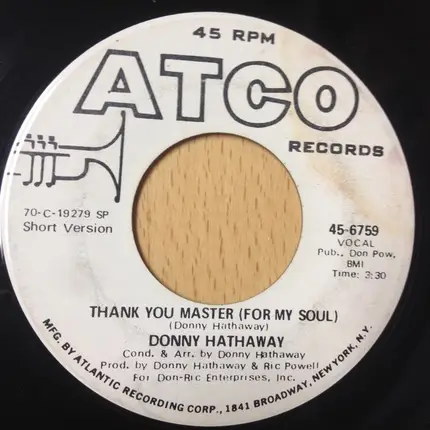 45 RPM
ATCO
RECORDS
70-C-19279 SP
Short Version
45-6759
VOCAL
Pub., Don Pow,
BMI
Time: 3:30
THANK YOU MASTER (FOR MY SOUL)
(Donny Hathaway)
DONNY HATHAWAY
Cond. & Arr. by Donny Hathaway
Prod. by Donny Hathaway & Ric Powell
For Don-Ric Enterprises, Inc.
MFG. BY ATLANTIC RECORDING CORP., 1841 BROADWAY, NEW YORK, N.Y.